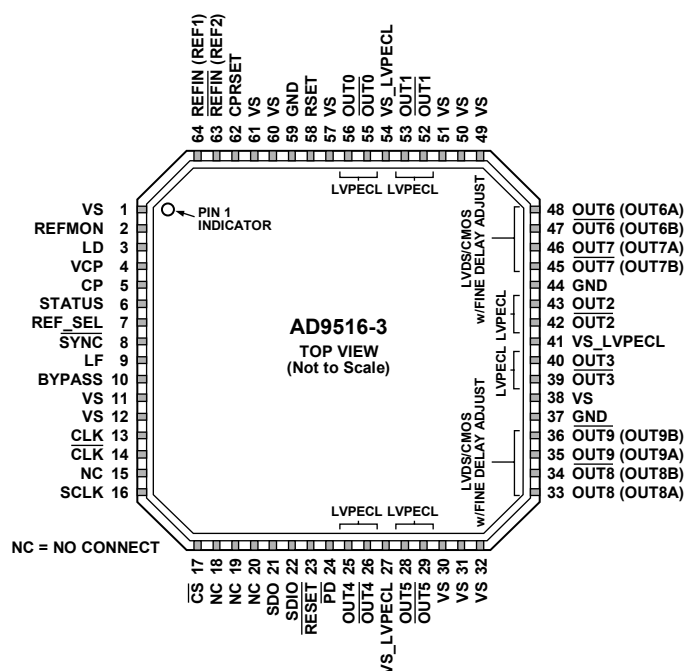 64 REFIN (REF1)
63 REFIN (REF2)
62 CPRSET
61 VS
60 VS
59 GND
58 RSET
57 VS
56 OUT0
55 OUT0
54 VS_LVPECL
53 OUT1
52 OUT1
51 VS
50 VS
49 VS
LVPECL LVPECL
VS 1
REFMON 2
LD 3
VCP 4
CP 5
STATUS 6
REF_SEL 7
SYNC 8
LF 9
BYPASS 10
VS 11
VS 12
CLK 13
CLK 14
NC 15
SCLK 16
PIN 1
INDICATOR
AD9516-3
TOP VIEW
(Not to Scale)
LVDS/CMOS
w/FINE DELAY ADJUST
LVPECL
LVPECL
LVDS/CMOS
w/FINE DELAY ADJUST
48 OUT6 (OUT6A)
47 OUT6 (OUT6B)
46 OUT7 (OUT7A)
45 OUT7 (OUT7B)
44 GND
43 OUT2
42 OUT2
41 VS_LVPECL
40 OUT3
39 OUT3
38 VS
37 GND
36 OUT9 (OUT9B)
35 OUT9 (OUT9A)
34 OUT8 (OUT8B)
33 OUT8 (OUT8A)
LVPECL LVPECL
NC = NO CONNECT
CS 17
NC 18
NC 19
NC 20
SDO 21
SDIO 22
RESET 23
PD 24
OUT4 25
OUT4 26
VS_LVPECL 27
OUT5 28
OUT5 29
VS 30
VS 31
VS 32